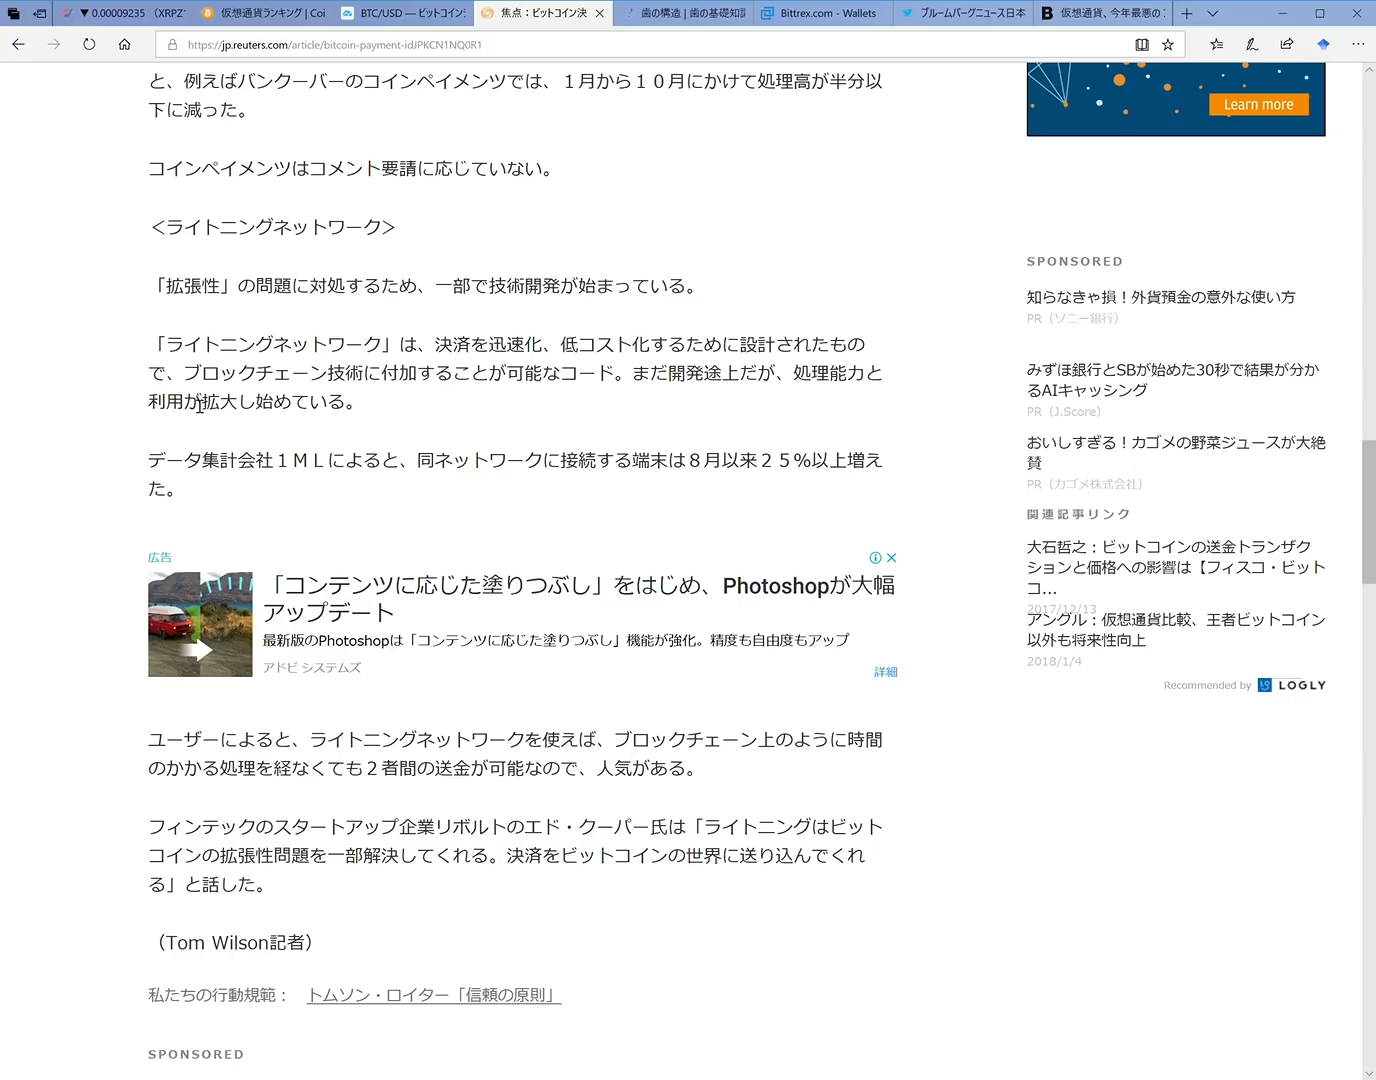 ▼ 0.00009235 （XRPZ
仮想通貨ランキング | Coi
BTC/USD — ビットコイン
焦点：ビットコイン決
歯の構造 | 歯の基礎知
Bittrex.com - Wallets
ブルームバーグニュース日本
仮想通貨、今年最悪の
https://jp.reuters.com/article/bitcoin-payment-idJPKCN1NQ0R1
と、例えばバンクーバーのコインペイメンツでは、１月から１０月にかけて処理高が半分以
下に減った。
コインペイメンツはコメント要請に応じていない。
＜ライトニングネットワーク＞
「拡張性」の問題に対処するため、一部で技術開発が始まっている。
「ライトニングネットワーク」は、決済を迅速化、低コスト化するために設計されたもの
で、ブロックチェーン技術に付加することが可能なコード。まだ開発途上だが、処理能力と
利用が拡大し始めている。
データ集計会社１ＭＬによると、同ネットワークに接続する端末は８月以来２５％以上増え
た。
広告
「コンテンツに応じた塗りつぶし」をはじめ、Photoshopが大幅
アップデート
最新版のPhotoshopは「コンテンツに応じた塗りつぶし」機能が強化。精度も自由度もアップ
アドビ システムズ
詳細
ユーザーによると、ライトニングネットワークを使えば、ブロックチェーン上のように時間
のかかる処理を経なくても２者間の送金が可能なので、人気がある。
フィンテックのスタートアップ企業リボルトのエド・クーパー氏は「ライトニングはビット
コインの拡張性問題を一部解決してくれる。決済をビットコインの世界に送り込んでくれ
る」と話した。
（Tom Wilson記者）
私たちの行動規範： トムソン・ロイター「信頼の原則」
SPONSORED
Learn more
SPONSORED
知らなきゃ損！外貨預金の意外な使い方
PR（ソニー銀行）
みずほ銀行とSBが始めた30秒で結果が分か
るAIキャッシング
PR（J.Score）
おいしすぎる！カゴメの野菜ジュースが大絶
賛
PR（カゴメ株式会社）
関連記事リンク
大石哲之：ビットコインの送金トランザク
ションと価格への影響は【フィスコ・ビット
コ...
2017/12/13
アングル：仮想通貨比較、王者ビットコイン
以外も将来性向上
2018/1/4
Recommended by LOGLY